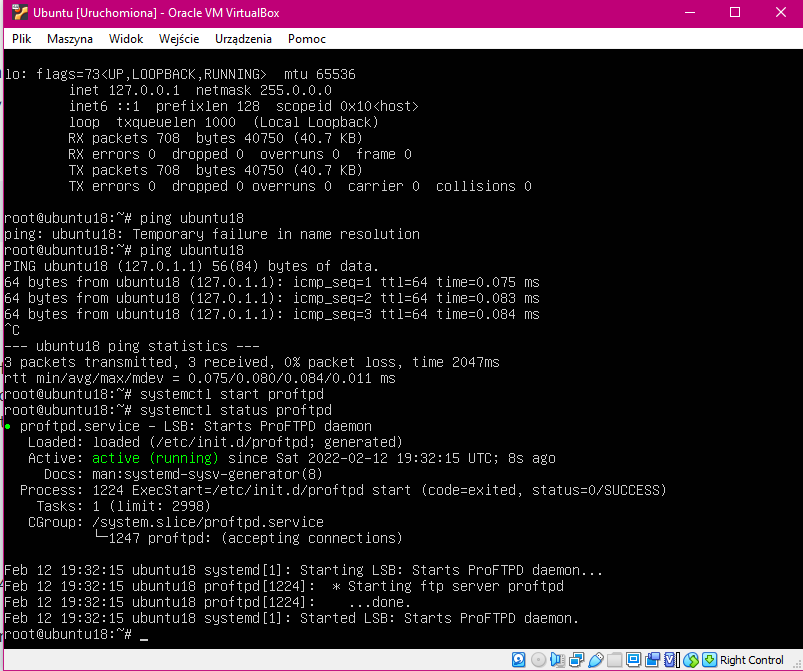 Ubuntu [Uruchomiona] - Oracle VM VirtualBox
Plik Maszyna Widok Wejście Urządzenia Pomoc
lo: flags=73<UP,LOOPBACK,RUNNING>  mtu 65536
        inet 127.0.0.1  netmask 255.0.0.0
        inet6 ::1  prefixlen 128  scopeid 0x10<host>
        loop  txqueuelen 1000  (Local Loopback)
        RX packets 708  bytes 40750 (40.7 KB)
        RX errors 0  dropped 0  overruns 0  frame 0
        TX packets 708  bytes 40750 (40.7 KB)
        TX errors 0  dropped 0 overruns 0  carrier 0  collisions 0
root@ubuntu18:~# ping ubuntu18
ping: ubuntu18: Temporary failure in name resolution
root@ubuntu18:~# ping ubuntu18
PING ubuntu18 (127.0.1.1) 56(84) bytes of data.
64 bytes from ubuntu18 (127.0.1.1): icmp_seq=1 ttl=64 time=0.075 ms
64 bytes from ubuntu18 (127.0.1.1): icmp_seq=2 ttl=64 time=0.083 ms
64 bytes from ubuntu18 (127.0.1.1): icmp_seq=3 ttl=64 time=0.084 ms
^C
--- ubuntu18 ping statistics ---
3 packets transmitted, 3 received, 0% packet loss, time 2047ms
rtt min/avg/max/mdev = 0.075/0.080/0.084/0.011 ms
root@ubuntu18:~# systemctl start proftpd
root@ubuntu18:~# systemctl status proftpd
● proftpd.service - LSB: Starts ProFTPD daemon
   Loaded: loaded (/etc/init.d/proftpd; generated)
   Active: active (running) since Sat 2022-02-12 19:32:15 UTC; 8s ago
     Docs: man:systemd-sysv-generator(8)
  Process: 1224 ExecStart=/etc/init.d/proftpd start (code=exited, status=0/SUCCESS)
    Tasks: 1 (limit: 2998)
   CGroup: /system.slice/proftpd.service
           └─1247 proftpd: (accepting connections)
Feb 12 19:32:15 ubuntu18 systemd[1]: Starting LSB: Starts ProFTPD daemon...
Feb 12 19:32:15 ubuntu18 proftpd[1224]:  * Starting ftp server proftpd
Feb 12 19:32:15 ubuntu18 proftpd[1224]:    ...done.
Feb 12 19:32:15 ubuntu18 systemd[1]: Started LSB: Starts ProFTPD daemon.
root@ubuntu18:~# _
Right Control